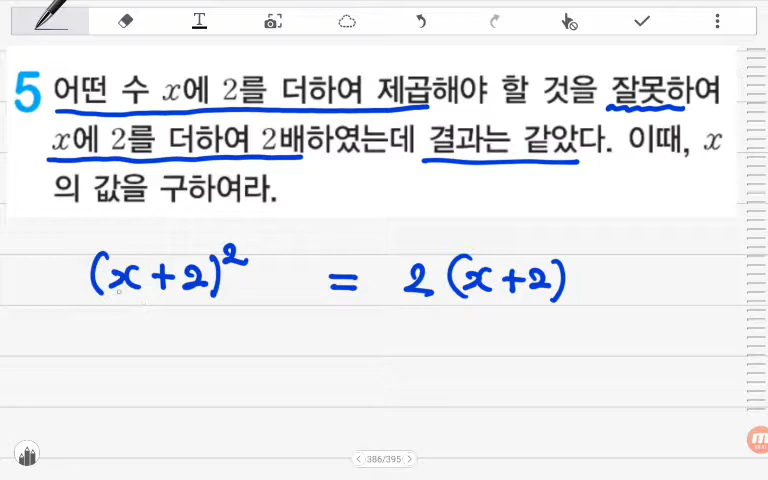 T
5 어떤 수 x에 2를 더하여 제곱해야 할 것을 잘못하여
x에 2를 더하여 2배하였는데 결과는 같았다. 이때, x
의 값을 구하여라.
(x+2)² = 2(x+2)
386/395